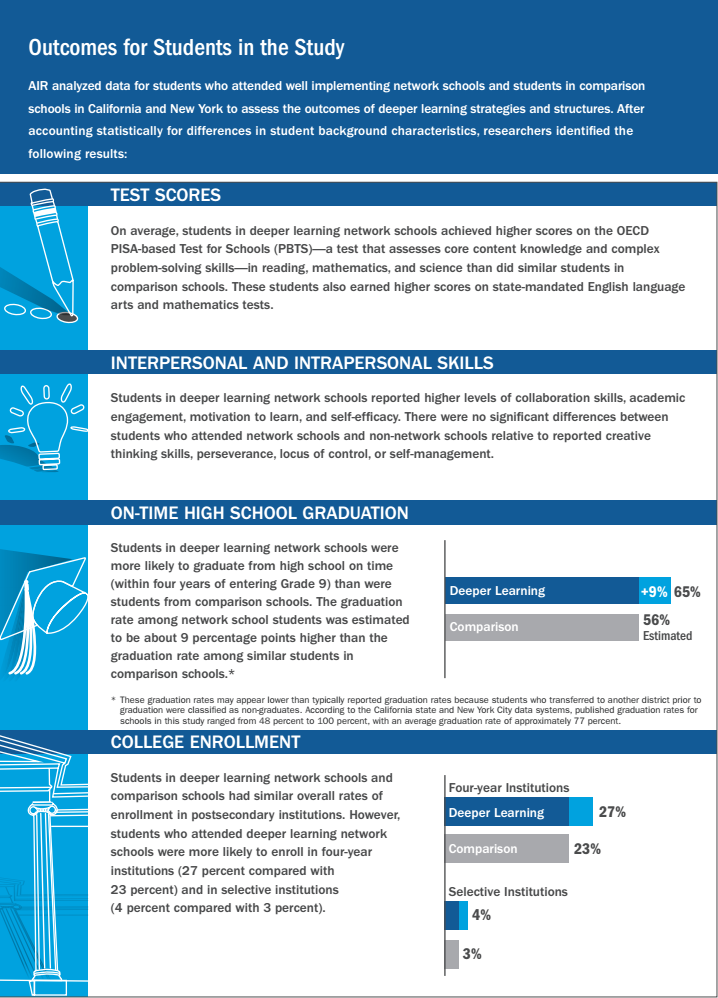 Outcomes for Students in the Study
AIR analyzed data for students who attended well implementing network schools and students in comparison
schools in California and New York to assess the outcomes of deeper learning strategies and structures. After
accounting statistically for differences in student background characteristics, researchers identified the
following results:
TEST SCORES
On average, students in deeper learning network schools achieved higher scores on the OECD
PISA-based Test for Schools (PBTS)—a test that assesses core content knowledge and complex
problem-solving skills—in reading, mathematics, and science than did similar students in
comparison schools. These students also earned higher scores on state-mandated English language
arts and mathematics tests.
INTERPERSONAL AND INTRAPERSONAL SKILLS
Students in deeper learning network schools reported higher levels of collaboration skills, academic
engagement, motivation to learn, and self-efficacy. There were no significant differences between
students who attended network schools and non-network schools relative to reported creative
thinking skills, perseverance, locus of control, or self-management.
ON-TIME HIGH SCHOOL GRADUATION
Students in deeper learning network schools were
more likely to graduate from high school on time
(within four years of entering Grade 9) than were
students from comparison schools. The graduation
rate among network school students was estimated
to be about 9 percentage points higher than the
graduation rate among similar students in
comparison schools.*
Deeper Learning +9% 65%
Comparison 56%
Estimated
* These graduation rates may appear lower than typically reported graduation rates because students who transferred to another district prior to
graduation were classified as non-graduates. According to the California state and New York City data systems, published graduation rates for
schools in this study ranged from 48 percent to 100 percent, with an average graduation rate of approximately 77 percent.
COLLEGE ENROLLMENT
Students in deeper learning network schools and
comparison schools had similar overall rates of
enrollment in postsecondary institutions. However,
students who attended deeper learning network
schools were more likely to enroll in four-year
institutions (27 percent compared with
23 percent) and in selective institutions
(4 percent compared with 3 percent).
Four-year Institutions
Deeper Learning 27%
Comparison 23%
Selective Institutions
4%
3%